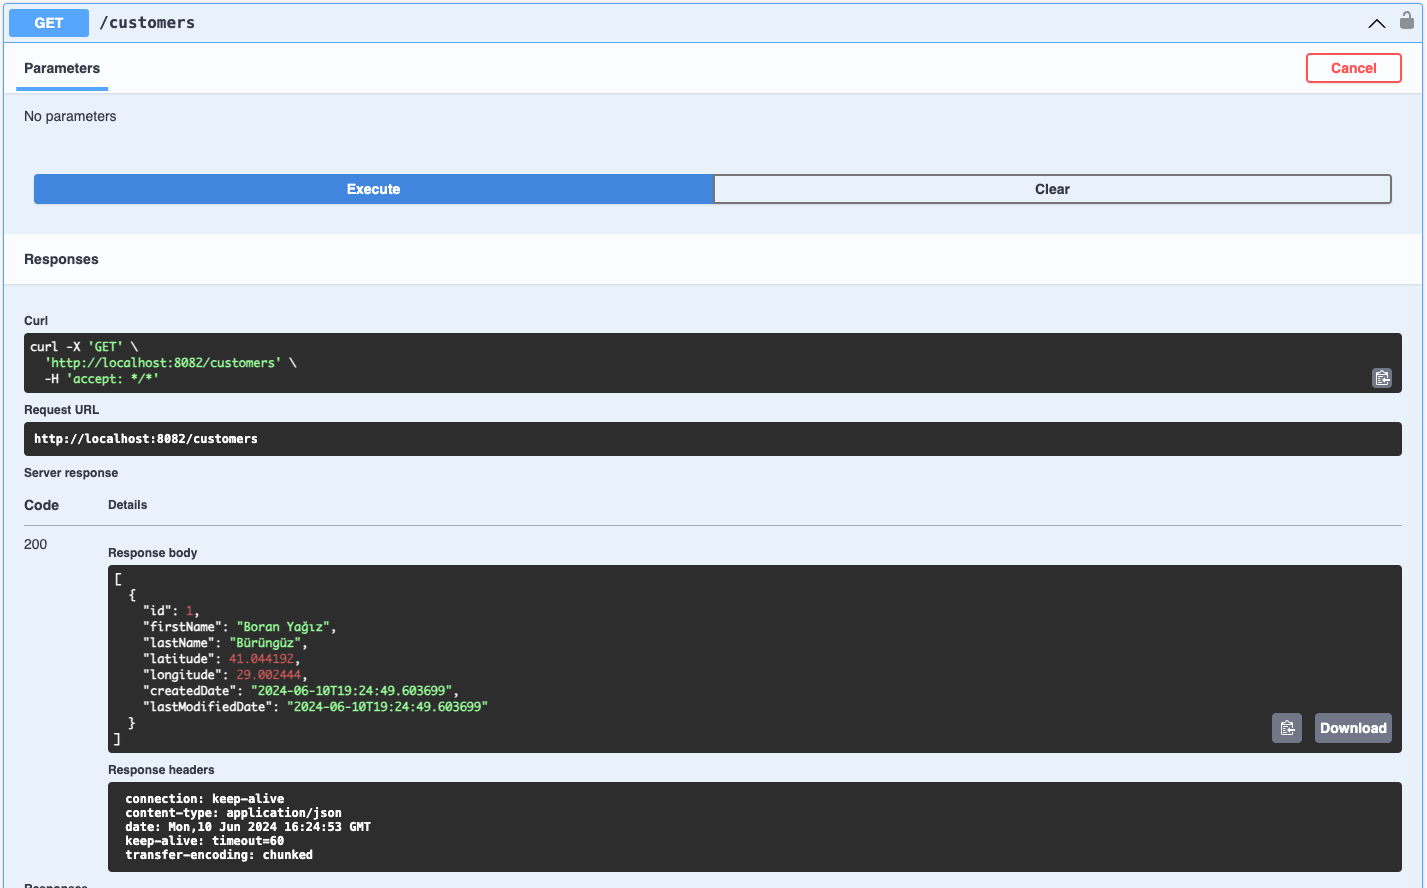 GET /customers
Parameters
Cancel
No parameters
Execute
Clear
Responses
Curl
curl -X 'GET' \
'http://localhost:8082/customers' \
-H 'accept: */*'
Request URL
http://localhost:8082/customers
Server response
Code Details
200
Response body
[
{
"id": 1,
"firstName": "Boran Yağız",
"lastName": "Bürüngüz",
"latitude": 41.044192,
"longitude": 29.002444,
"createdDate": "2024-06-10T19:24:49.603699",
"lastModifiedDate": "2024-06-10T19:24:49.603699"
}
]
Download
Response headers
connection: keep-alive
content-type: application/json
date: Mon,10 Jun 2024 16:24:53 GMT
keep-alive: timeout=60
transfer-encoding: chunked
Responses